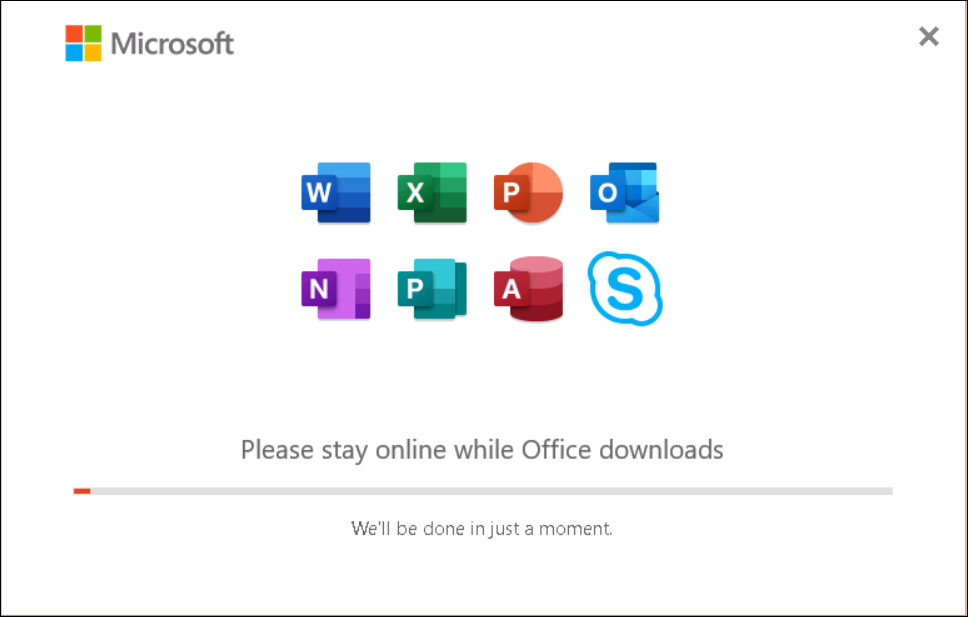 Microsoft
W X P O
N P A S
Please stay online while Office downloads
We'll be done in just a moment.